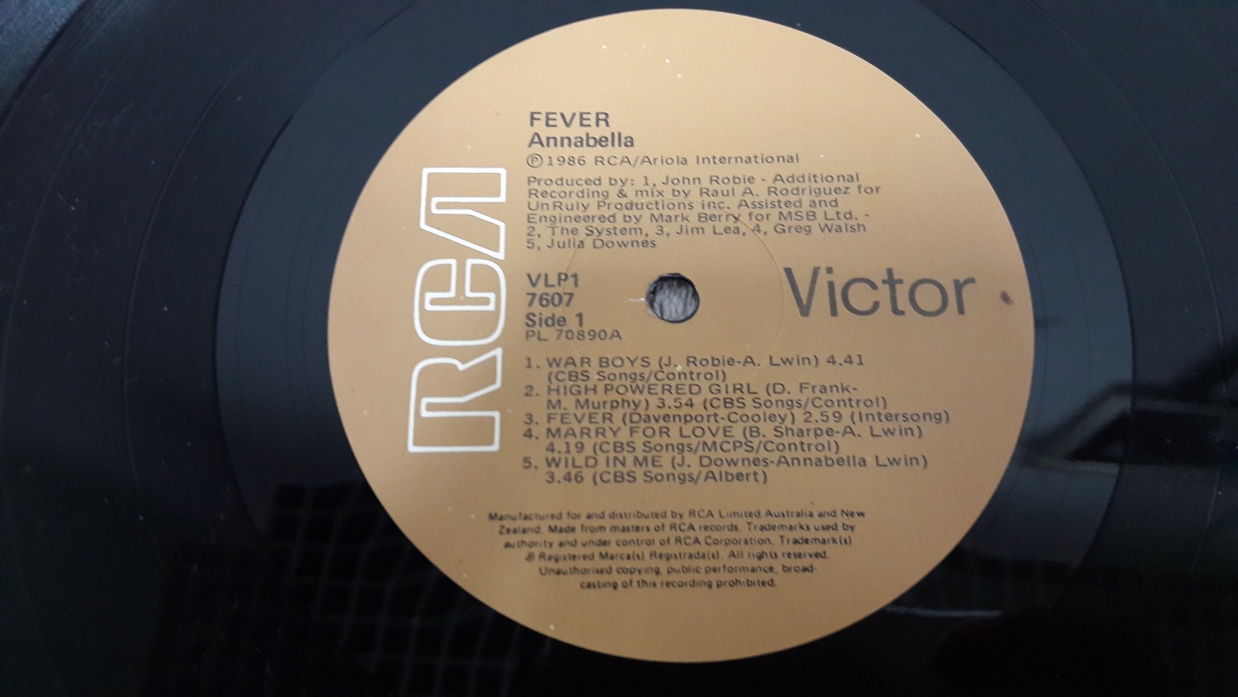 FEVER
Annabella
Ⓟ1986 RCA/Ariola International
Produced by: 1, John Robie - Additional
Recording & mix by Raul A. Rodriguez for
UnRuly Productions Inc. Assisted and
Engineered by Mark Berry for MSB Ltd. -
2, The System, 3, Jim Lea, 4, Greg Walsh
5, Julia Downes
RCA
Victor
VLP1
7607
Side 1
PL 70890A
1. WAR BOYS (J. Robie-A. Lwin) 4.41
(CBS Songs/Control)
2. HIGH POWERED GIRL (D. Frank-
M. Murphy) 3.54 (CBS Songs/Control)
3. FEVER (Davenport-Cooley) 2.59 (Intersong)
4. MARRY FOR LOVE (B. Sharpe-A. Lwin)
4.19 (CBS Songs/MCPS/Control)
5. WILD IN ME (J. Downes-Annabella Lwin)
3.46 (CBS Songs/Albert)
Manufactured for and distributed by RCA Limited Australia and New
Zealand. Made from masters of RCA records. Trademarks used by
authority and under control of RCA Corporation. Trademark(s)
® Registered Marca(s) Registrada(s). All rights reserved.
Unauthorised copying, public performance, broad-
casting of this recording prohibited.